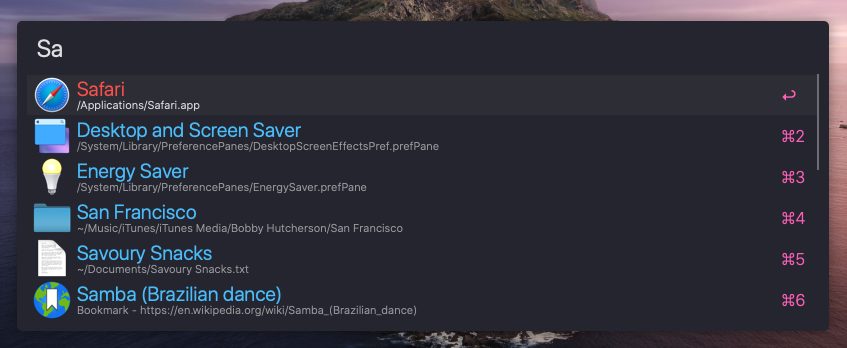 Sa
Safari
/Applications/Safari.app
↩
Desktop and Screen Saver
/System/Library/PreferencePanes/DesktopScreenEffectsPref.prefPane
⌘2
Energy Saver
/System/Library/PreferencePanes/EnergySaver.prefPane
⌘3
San Francisco
~/Music/iTunes/iTunes Media/Bobby Hutcherson/San Francisco
⌘4
Savoury Snacks
~/Documents/Savoury Snacks.txt
⌘5
Samba (Brazilian dance)
Bookmark - https://en.wikipedia.org/wiki/Samba_(Brazilian_dance)
⌘6